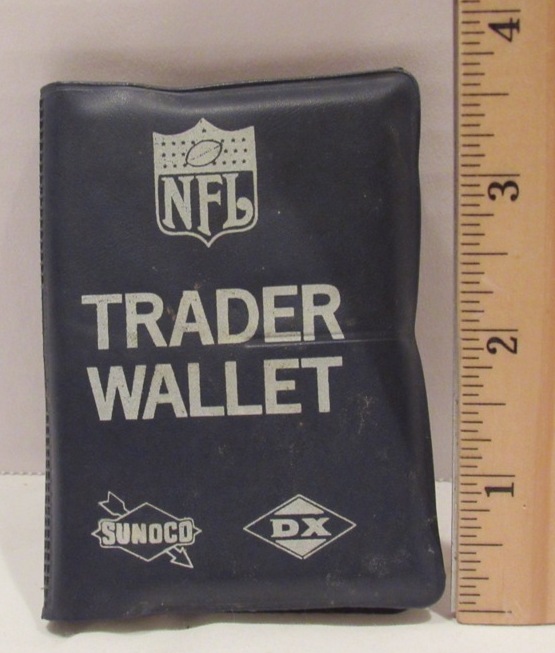 NFL
TRADER
WALLET
SUNOCO
DX
4
3
2
1